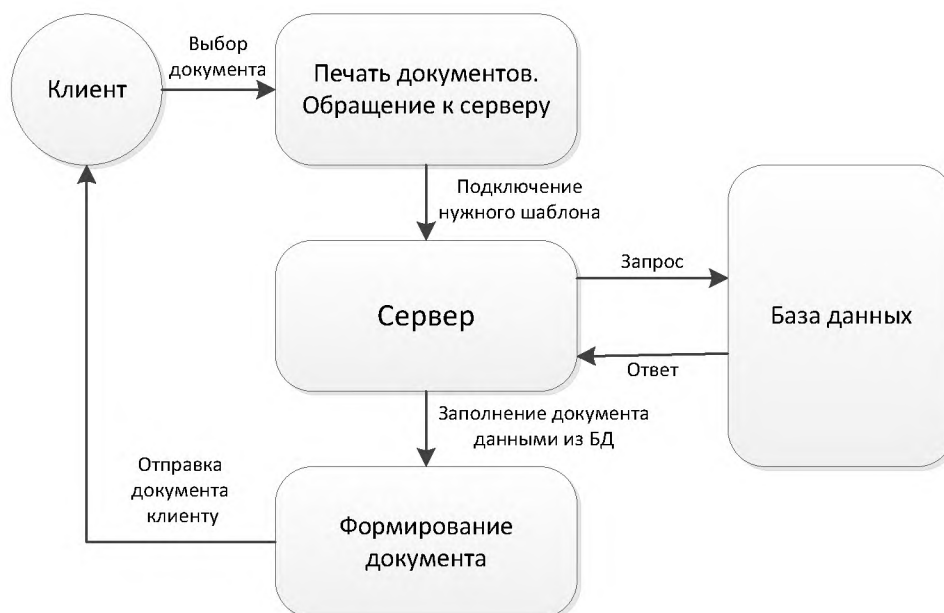 Клиент
Выбор
документа
Печать документов.
Обращение к серверу
Подключение
нужного шаблона
Сервер
Запрос
База данных
Ответ
Заполнение документа
данными из БД
Отправка
документа
клиенту
Формирование
документа